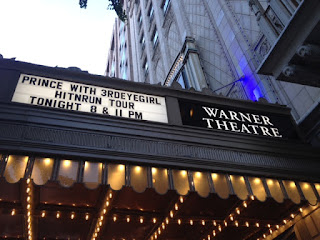 PRINCE WITH 3RDEYEGIRL
HITNRUN TOUR
TONIGHT 8 & 11 PM
WARNER
THEATRE